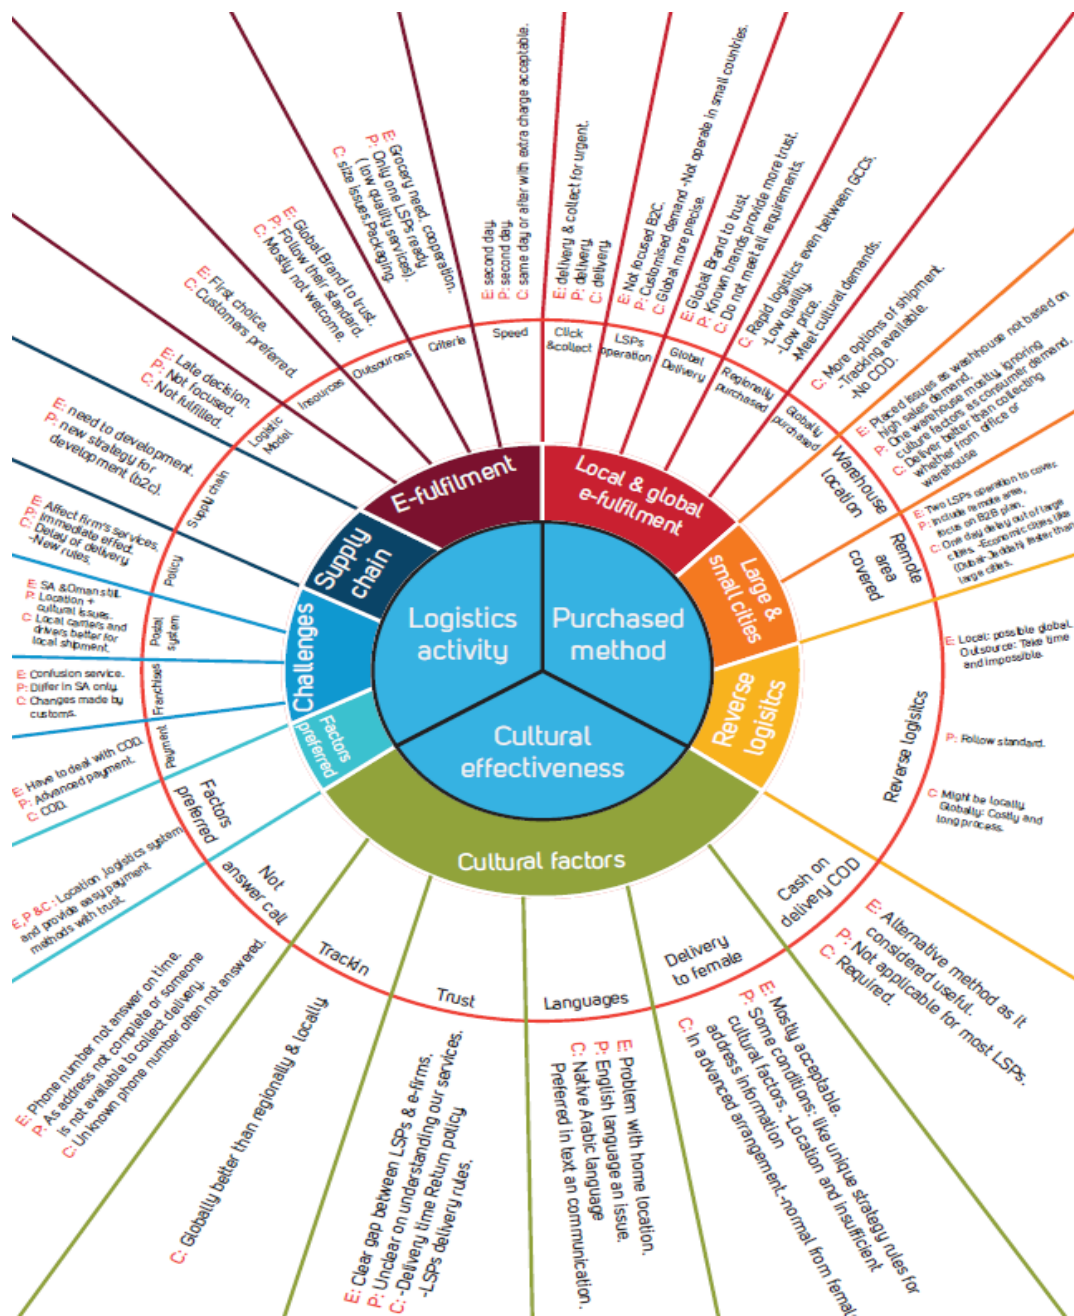 Logistics
activity
Purchased
method
Cultural
effectiveness
E-fulfilment
Local & global
e-fulfilment
Large &
small cities
Reverse
logisitcs
Cultural factors
Factors
preferred
Challenges
Supply
chain
Speed
E: second day
P: second day
C: same day or after with extra charge acceptable.
Click
&collect
E: delivery & collect for urgent.
P: delivery,
C: delivery.
LSPs
operation
E: Not focused B2C.
P: Customised demand -Not operate in small countries.
C: Global more precise.
Global
Delivery
E: Global Brand to trust.
P: Known brands provide more trust.
C: Do not meet all requirements.
Regionally
purchased
C: Rapid logistics even between GCCs.
-Low quality.
-Low price.
-Meet cultural demands.
Globally
purchased
C: More options of shipment.
-Tracking available.
-No COD.
Warehouse
location
E: Placed issues as warhhouse not based on
high sales demand.
P: One warehouse mostly, ignoring
culture factors as consumer demand.
C: Deliver better than collecting
whether from office or
warehouse
Remote
area
covered
E: Two LSPs operation to cover.
P: Include remote area,
focus on B2B plan,
C: One day delay out of large
cities. -Economic cities like
(Dubai-Jeddah) faster than
large cities.
Reverse logisitcs
E: Local: possible global.
Outsource: Take time
and impossible.
P: Follow standard.
C: Might be locally.
Globally: Costly and
long process.
Cash on
delivery COD
E: Alternative method as it
considered useful.
P: Not applicable for most LSPs.
C: Required.
Delivery
to female
E: Mostly acceptable.
P: Some conditions: like unique strategy rules for
cultural factors. -Location and insufficient
address information
C: In advanced arrangement.-normal from female
Languages
E: Problem with home location.
P: English language an issue.
C: Native Arabic language
Preferred in text an communication.
Trust
E: Clear gap between LSPs & e-firms.
P: Unclear on understanding our services.
C: -Delivery time Return policy
-LSPs delivery rules.
Trackin
C: Globally better than regionally & locally
Not
answer call
E: Phone number not answer on time.
P: As address not complete or someone
is not available to collect delivery.
C: Unknown phone number often not answered.
Factors
preferred
E,P &C : Location, logistics system
and provide easy payment
methods with trust.
Payment
E: Have to deal with COD.
P: Advanced payment.
C: COD.
Franchises
E: Confusion service.
P: Differ in SA only.
C: Changes made by
customs.
Postal
system
E: SA &Oman still.
P: Location +
cultural issues.
C: Local carriers and
drivers better for
local shipment.
Policy
E: Affect firm's services,
P: Immediate effect.
C: Delay of delivery
-New rules.
Supply chain
E: need to development.
P: new strategy for
development (b2c).
Logistic
Model
E: Late decision.
P: Not focused.
C: Not fulfilled.
Insources
E: First choice.
C: Customers preferred.
Outsources
E: Global Brand to trust.
P: Follow their standard.
C: Mostly not welcome.
Criteria
E: Grocery need, cooperation.
P: Only one LSPs ready
( low quality services).
C: size issues,Packaging.